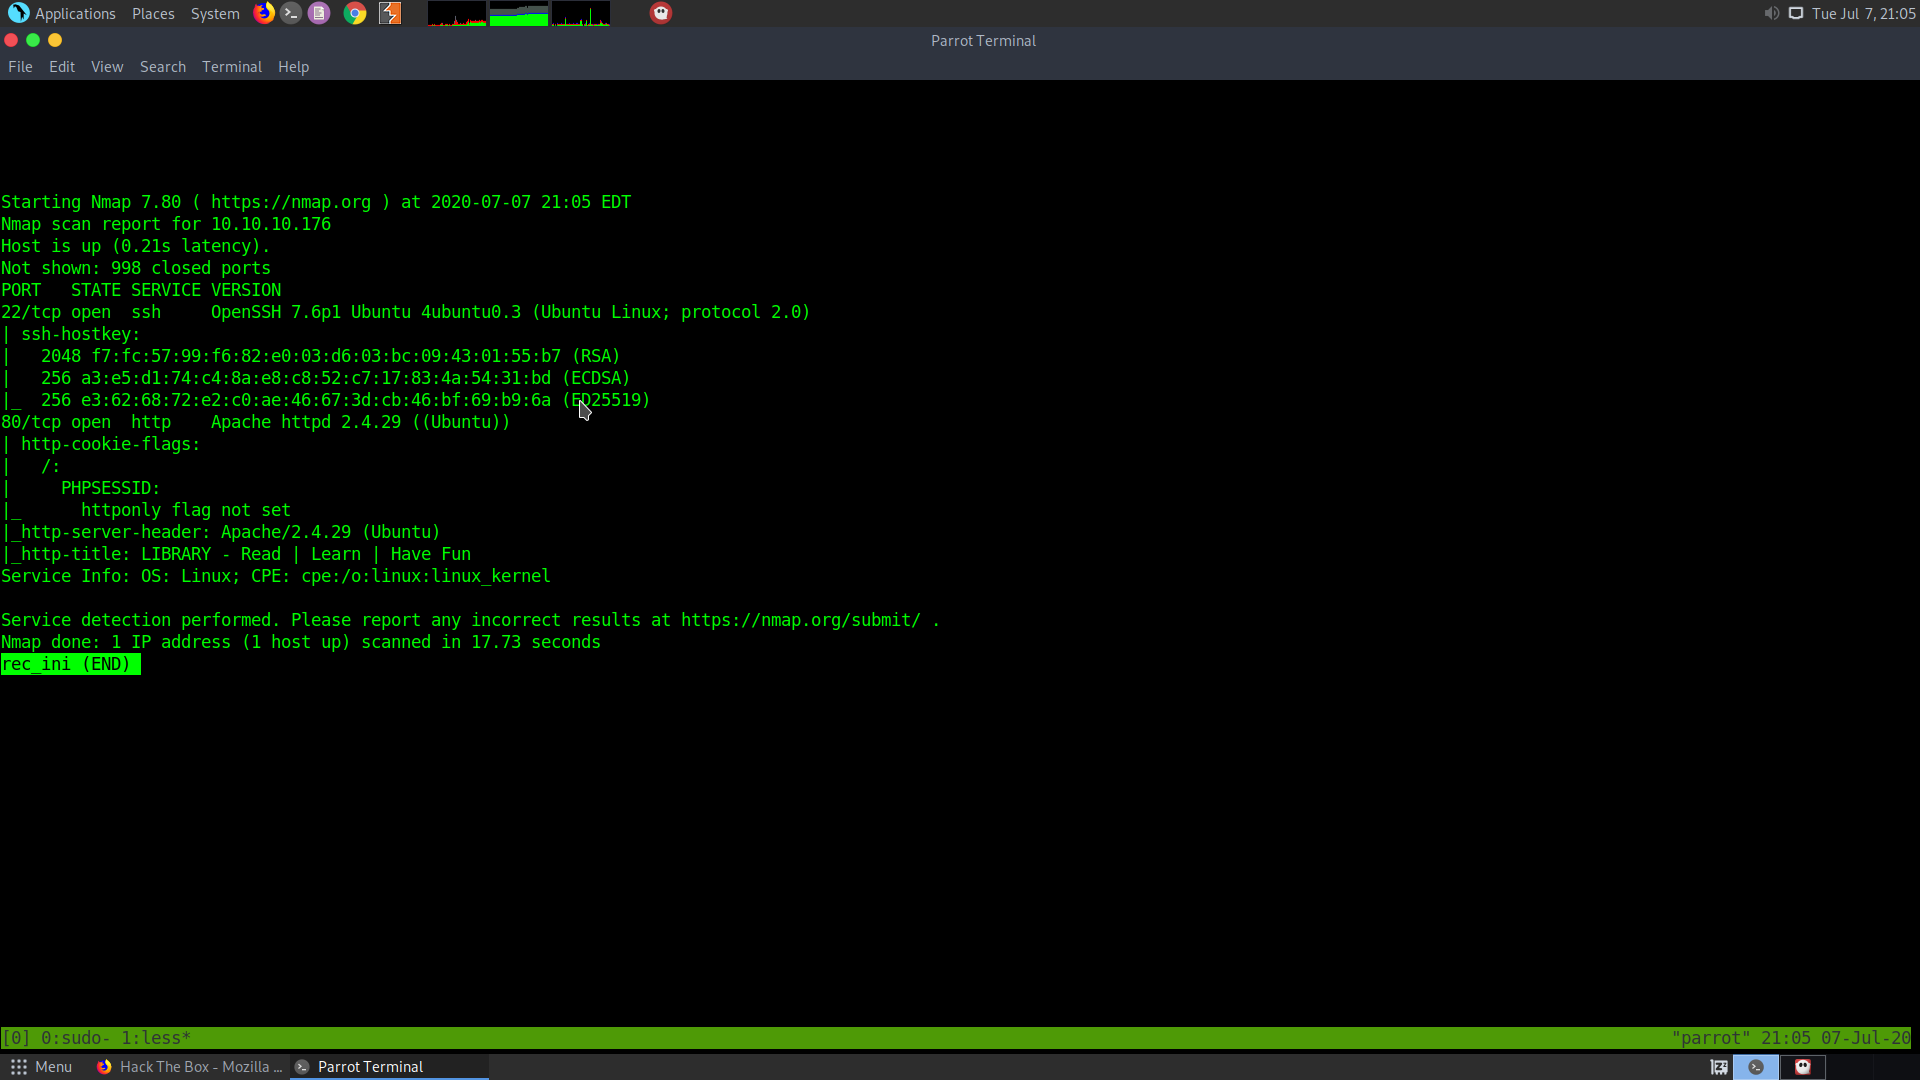 Applications Places System Tue Jul 7, 21:05
Parrot Terminal
File Edit View Search Terminal Help
Starting Nmap 7.80 ( https://nmap.org ) at 2020-07-07 21:05 EDT
Nmap scan report for 10.10.10.176
Host is up (0.21s latency).
Not shown: 998 closed ports
PORT   STATE SERVICE VERSION
22/tcp open  ssh     OpenSSH 7.6p1 Ubuntu 4ubuntu0.3 (Ubuntu Linux; protocol 2.0)
| ssh-hostkey:
|   2048 f7:fc:57:99:f6:82:e0:03:d6:03:bc:09:43:01:55:b7 (RSA)
|   256 a3:e5:d1:74:c4:8a:e8:c8:52:c7:17:83:4a:54:31:bd (ECDSA)
|_  256 e3:62:68:72:e2:c0:ae:46:67:3d:cb:46:bf:69:b9:6a (ED25519)
80/tcp open  http    Apache httpd 2.4.29 ((Ubuntu))
| http-cookie-flags:
|   /:
|     PHPSESSID:
|_      httponly flag not set
|_http-server-header: Apache/2.4.29 (Ubuntu)
|_http-title: LIBRARY - Read | Learn | Have Fun
Service Info: OS: Linux; CPE: cpe:/o:linux:linux_kernel
Service detection performed. Please report any incorrect results at https://nmap.org/submit/ .
Nmap done: 1 IP address (1 host up) scanned in 17.73 seconds
rec_ini (END)
[0] 0:sudo- 1:less* "parrot" 21:05 07-Jul-20
Menu Hack The Box - Mozilla ... Parrot Terminal